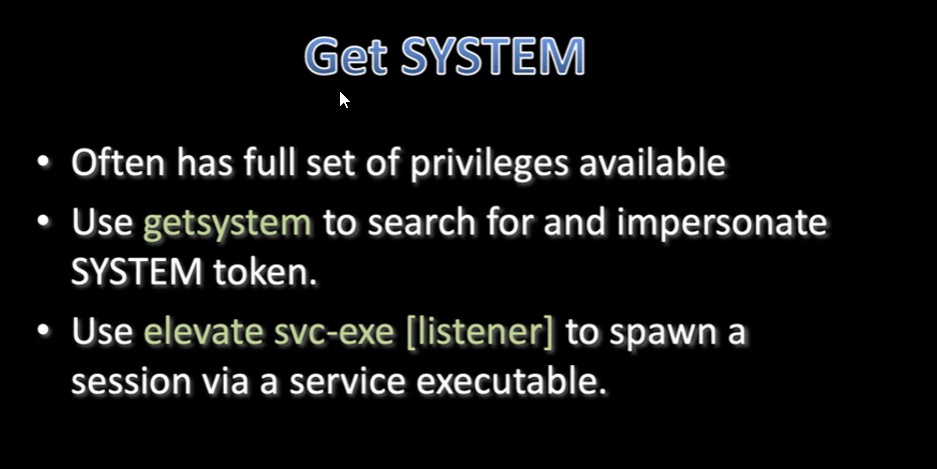 Get SYSTEM
• Often has full set of privileges available
• Use getsystem to search for and impersonate
SYSTEM token.
• Use elevate svc-exe [listener] to spawn a
session via a service executable.